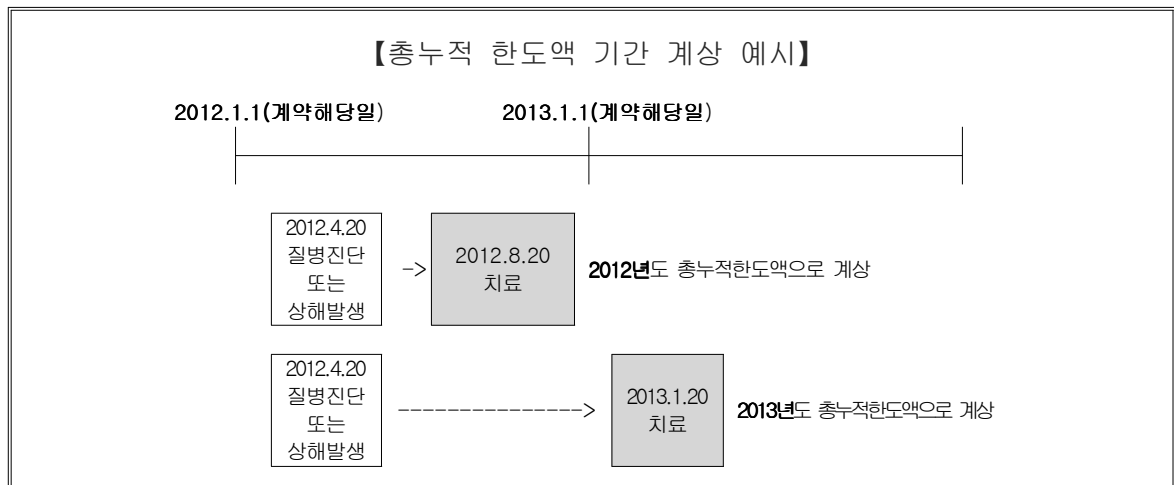 【총누적 한도액 기간 계상 예시】
2012.1.1(계약해당일) 2013.1.1(계약해당일)
2012.4.20
질병진단
또는
상해발생
->
2012.8.20
치료
2012년도 총누적한도액으로 계상
2012.4.20
질병진단
또는
상해발생
--------------->
2013.1.20
치료
2013년도 총누적한도액으로 계상